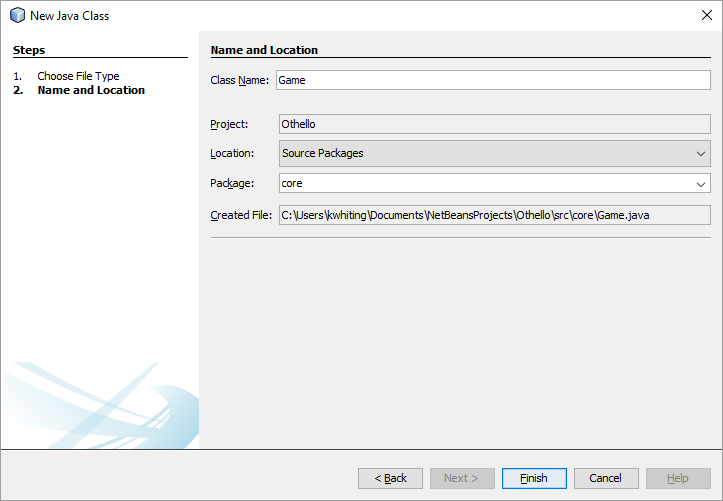 New Java Class
Steps
1. Choose File Type
2. Name and Location
Name and Location
Class Name: Game
Project: Othello
Location: Source Packages
Package: core
Created File: C:\Users\kwhiting\Documents\NetBeansProjects\Othello\src\core\Game.java
< Back Next > Finish Cancel Help